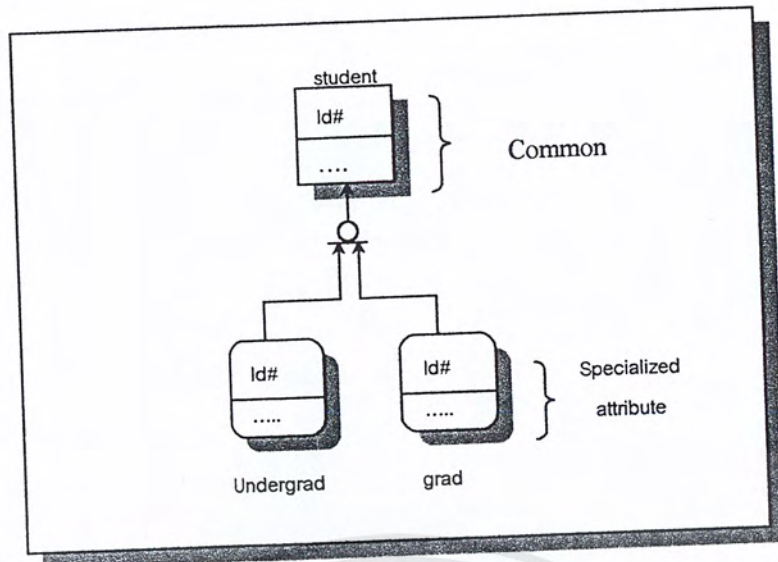 student
Id#
....
Common
Id#
.....
Id#
.....
Specialized
attribute
Undergrad
grad